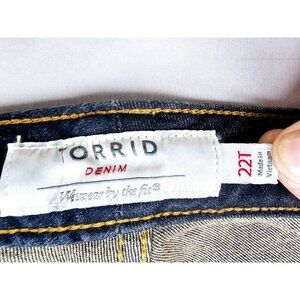 TORRID
DENIM
We swear by the fit®
22T
Made in
Vietnam